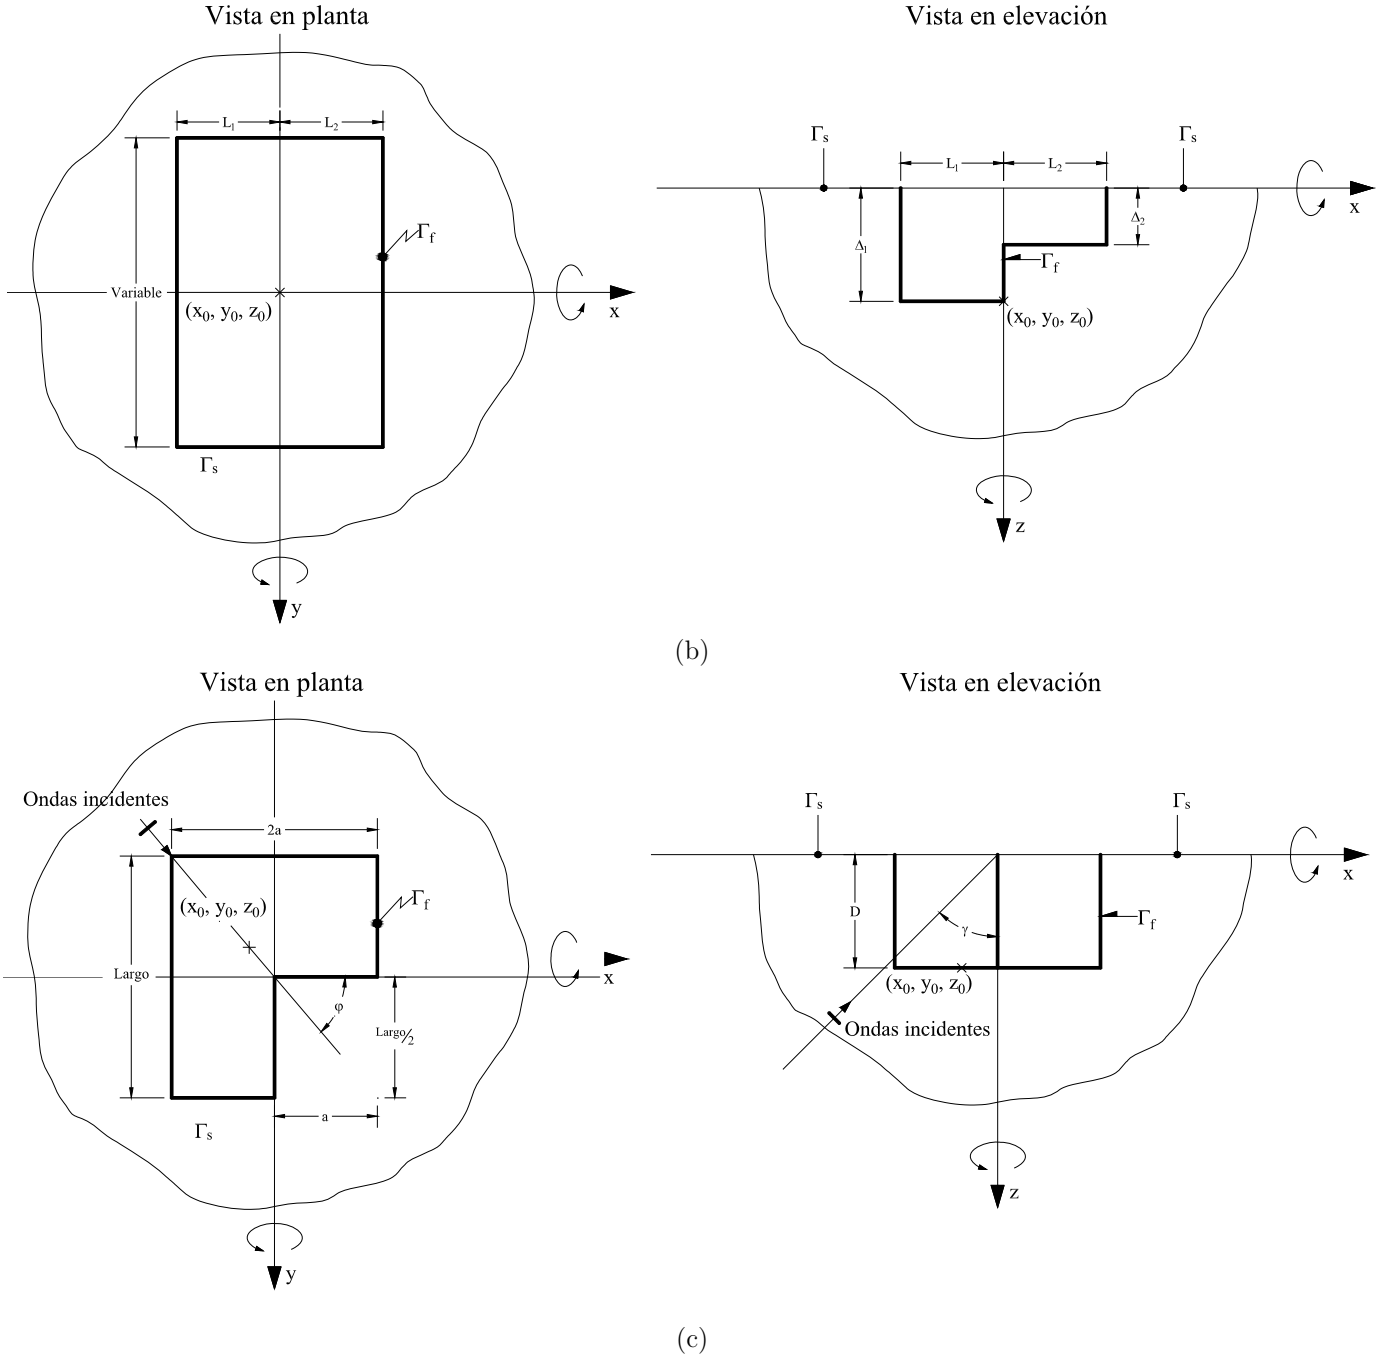 Vista en planta
L₁ L₂
Γf
Variable
(x₀, y₀, z₀)
x
Γs
y
Vista en elevación
Γs Γs
L₁ L₂
x
Δ₁
Δ₂
Γf
(x₀, y₀, z₀)
z
(b)
Vista en planta
Ondas incidentes
2a
(x₀, y₀, z₀)
Γf
Largo
x
φ
Largo/2
a
Γs
y
Vista en elevación
Γs Γs
x
D
γ
Γf
(x₀, y₀, z₀)
Ondas incidentes
z
(c)